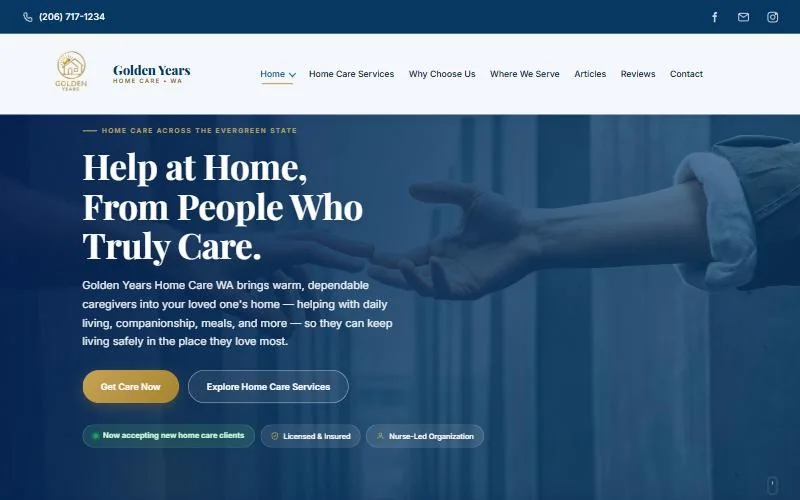 (206) 717-1234
GOLDEN
YEARS
Golden Years
HOME CARE • WA
Home
Home Care Services
Why Choose Us
Where We Serve
Articles
Reviews
Contact
HOME CARE ACROSS THE EVERGREEN STATE
Help at Home,
From People Who
Truly Care.
Golden Years Home Care WA brings warm, dependable
caregivers into your loved one's home — helping with daily
living, companionship, meals, and more — so they can keep
living safely in the place they love most.
Get Care Now
Explore Home Care Services
Now accepting new home care clients
Licensed & Insured
Nurse-Led Organization